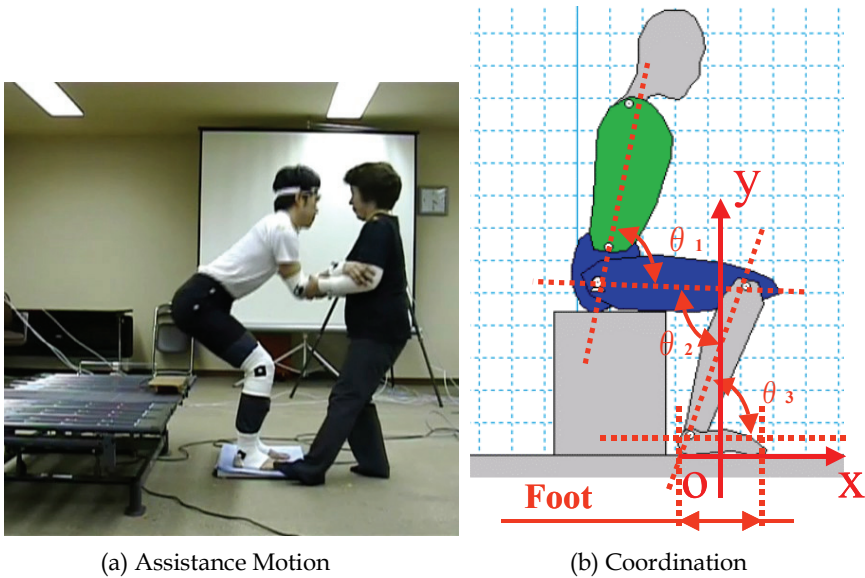 y
θ 1
θ 2
θ 3
O
x
Foot
(a) Assistance Motion
(b) Coordination